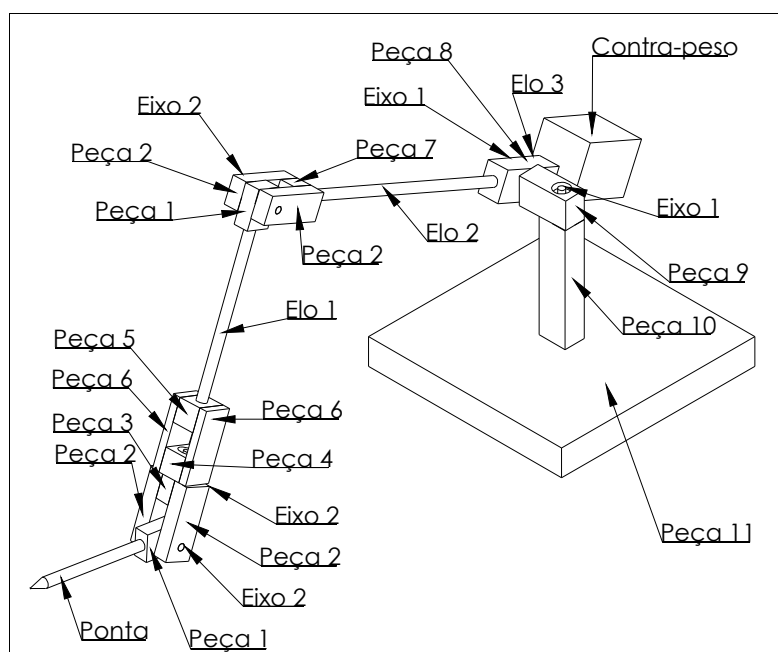 Contra-peso
Peça 8
Elo 3
Eixo 1
Eixo 2
Peça 7
Peça 2
Peça 1
Eixo 1
Elo 2
Peça 2
Peça 9
Elo 1
Peça 10
Peça 5
Peça 6
Peça 6
Peça 3
Peça 2
Peça 4
Eixo 2
Peça 11
Peça 2
Eixo 2
Ponta
Peça 1